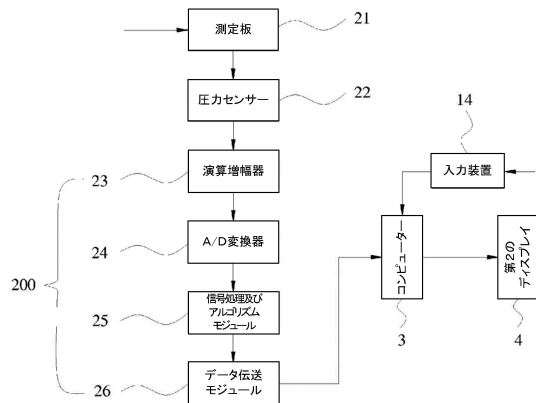 測定板
21
圧力センサー
22
14
演算増幅器
23
入力装置
A/D変換器
24
コンピューター
第2の
ディスプレイ
200
信号処理及び
アルゴリズム
モジュール
25
3
4
データ伝送
モジュール
26